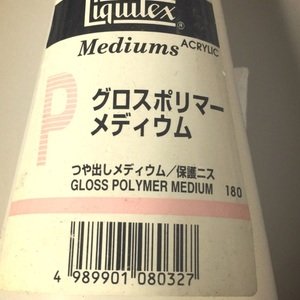 Liquitex®
Mediums ACRYLIC
P
グロスポリマー
メディウム
つや出しメディウム/保護ニス
GLOSS POLYMER MEDIUM 180
4 989901 080327